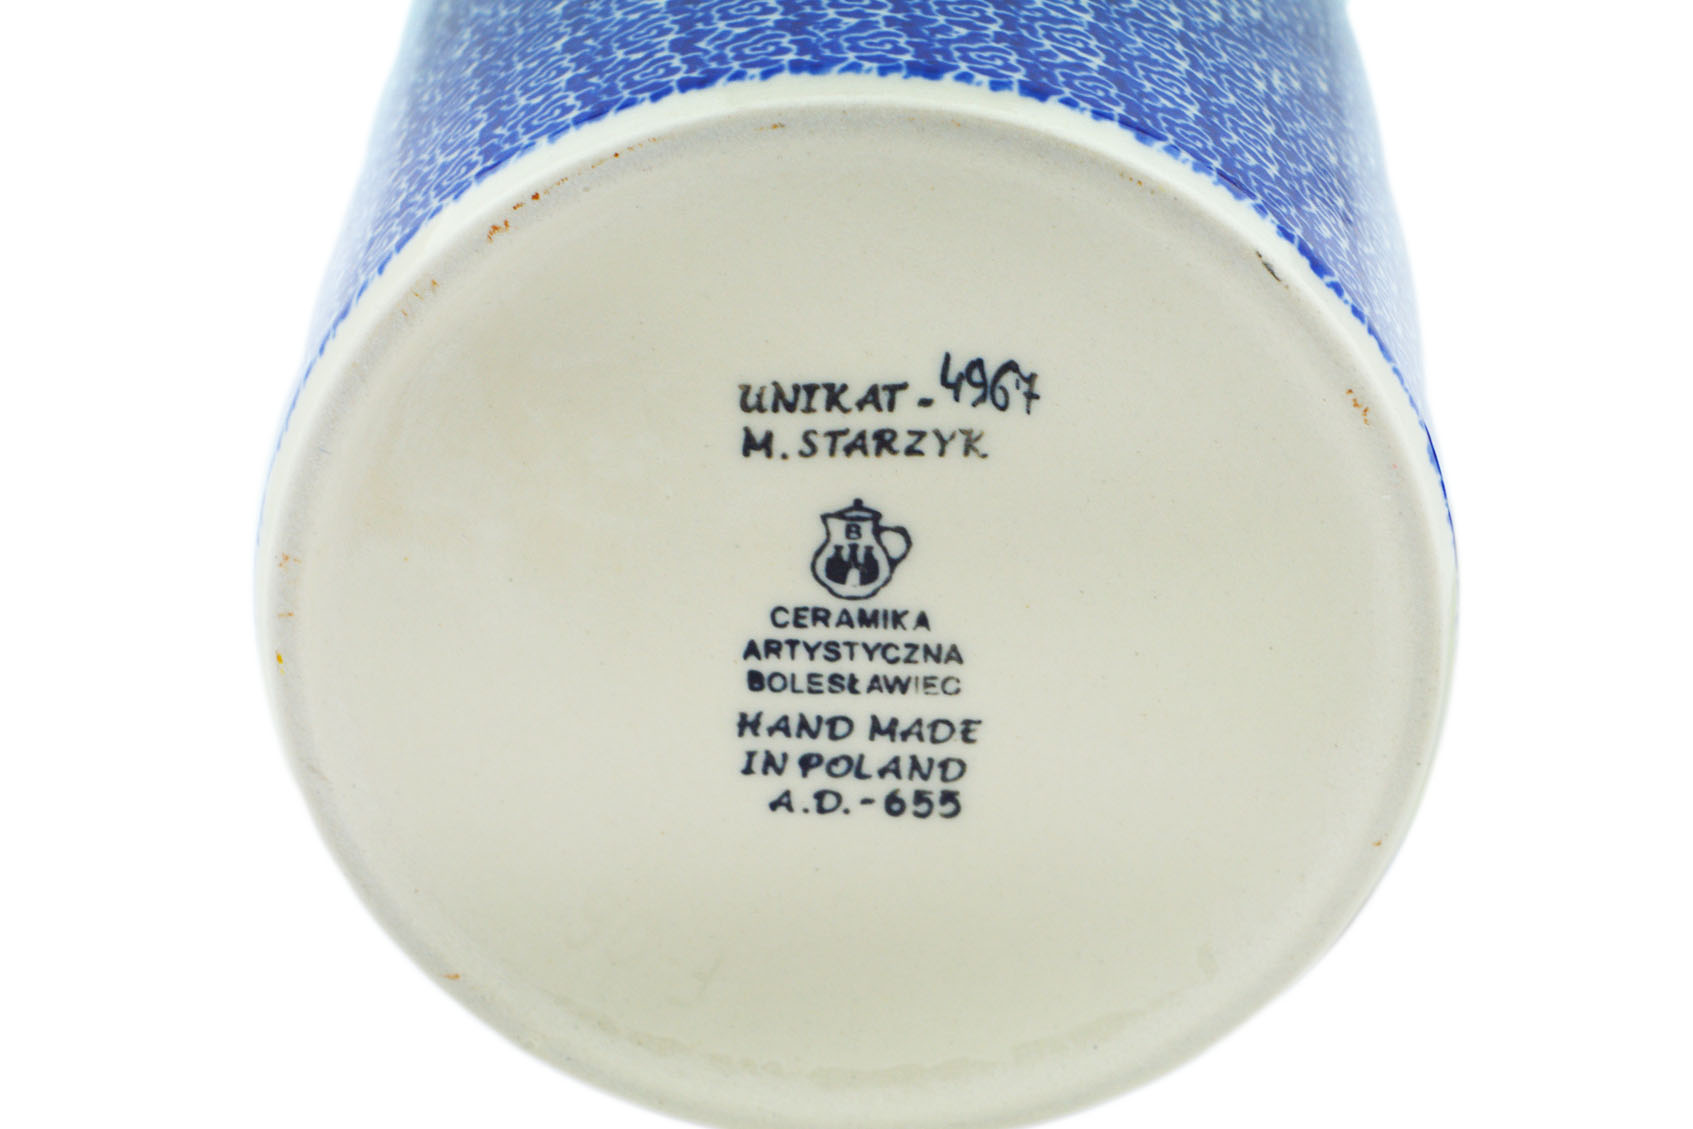 UNIKAT - 4967
M. STARZYK
B
CERAMIKA
ARTYSTYCZNA
BOLESŁAWIEC
HAND MADE
IN POLAND
A.D.-655